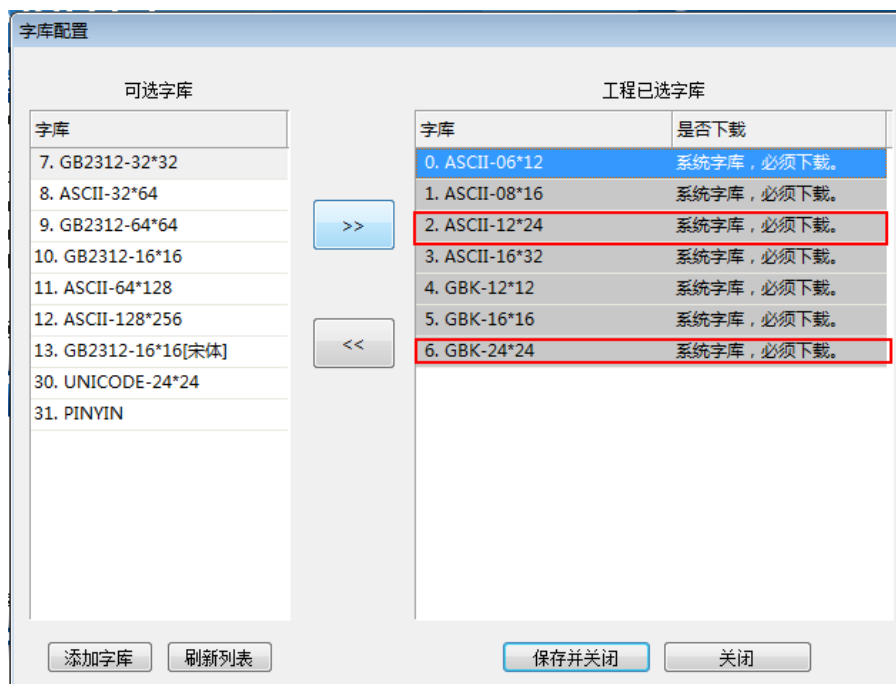 字库配置
可选字库
工程已选字库
字库
字库 是否下载
7. GB2312-32*32
8. ASCII-32*64
9. GB2312-64*64
10. GB2312-16*16
11. ASCII-64*128
12. ASCII-128*256
13. GB2312-16*16[宋体]
30. UNICODE-24*24
31. PINYIN
>>
<<
0. ASCII-06*12 系统字库，必须下载。
1. ASCII-08*16 系统字库，必须下载。
2. ASCII-12*24 系统字库，必须下载。
3. ASCII-16*32 系统字库，必须下载。
4. GBK-12*12 系统字库，必须下载。
5. GBK-16*16 系统字库，必须下载。
6. GBK-24*24 系统字库，必须下载。
添加字库 刷新列表 保存并关闭 关闭